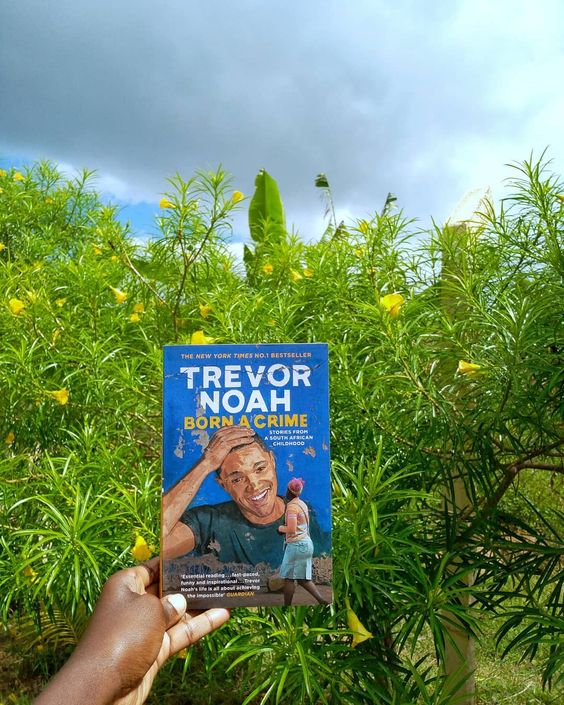 THE NEW YORK TIMES NO.1 BESTSELLER
TREVOR
NOAH
BORN A CRIME
STORIES FROM
A SOUTH AFRICAN
CHILDHOOD
'Essential reading...fast-paced,
funny and inspirational...Trevor
Noah's life is all about achieving
the impossible' GUARDIAN